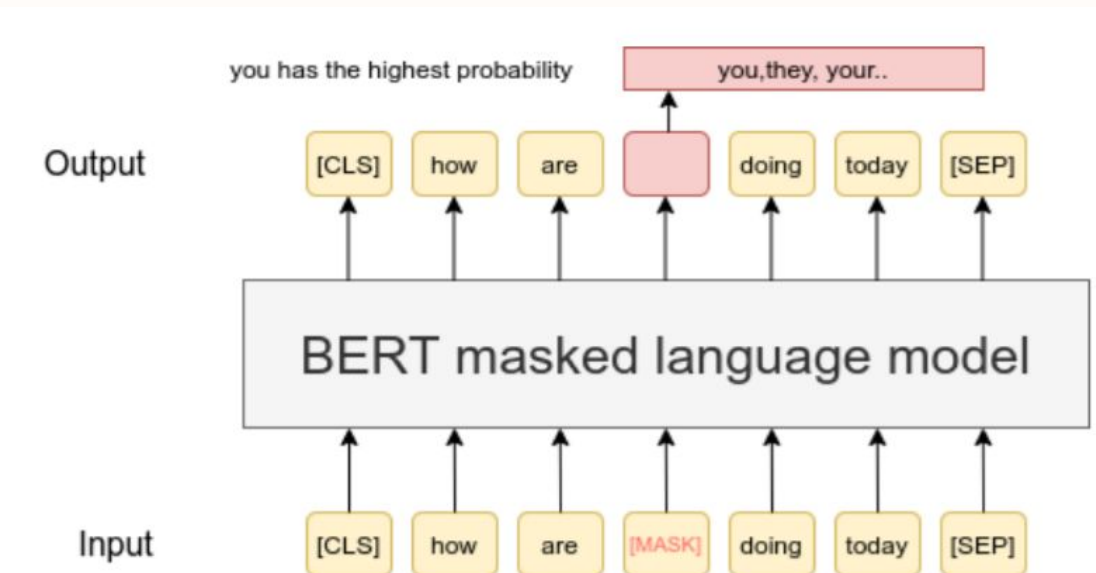 you has the highest probability
you,they, your..
Output
[CLS] how are doing today [SEP]
BERT masked language model
Input
[CLS] how are [MASK] doing today [SEP]